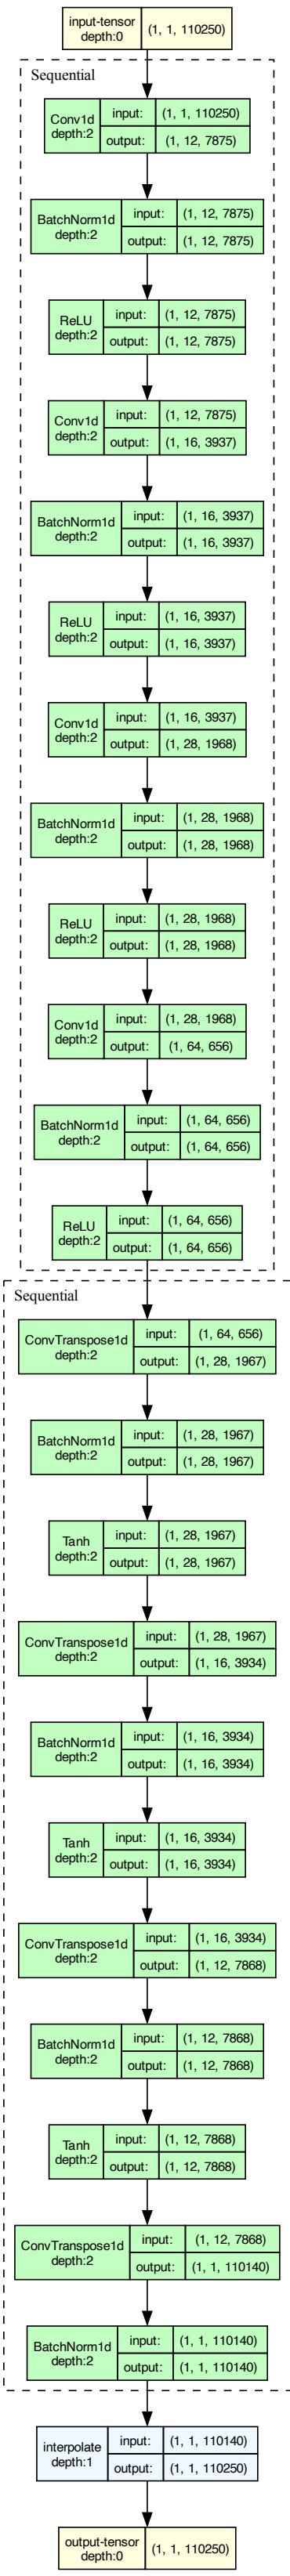 input-tensor
depth:0
(1, 1, 110250)
Sequential
Conv1d
depth:2
input:
(1, 1, 110250)
output:
(1, 12, 7875)
BatchNorm1d
depth:2
input:
(1, 12, 7875)
output:
(1, 12, 7875)
ReLU
depth:2
input:
(1, 12, 7875)
output:
(1, 12, 7875)
Conv1d
depth:2
input:
(1, 12, 7875)
output:
(1, 16, 3937)
BatchNorm1d
depth:2
input:
(1, 16, 3937)
output:
(1, 16, 3937)
ReLU
depth:2
input:
(1, 16, 3937)
output:
(1, 16, 3937)
Conv1d
depth:2
input:
(1, 16, 3937)
output:
(1, 28, 1968)
BatchNorm1d
depth:2
input:
(1, 28, 1968)
output:
(1, 28, 1968)
ReLU
depth:2
input:
(1, 28, 1968)
output:
(1, 28, 1968)
Conv1d
depth:2
input:
(1, 28, 1968)
output:
(1, 64, 656)
BatchNorm1d
depth:2
input:
(1, 64, 656)
output:
(1, 64, 656)
ReLU
depth:2
input:
(1, 64, 656)
output:
(1, 64, 656)
Sequential
ConvTranspose1d
depth:2
input:
(1, 64, 656)
output:
(1, 28, 1967)
BatchNorm1d
depth:2
input:
(1, 28, 1967)
output:
(1, 28, 1967)
Tanh
depth:2
input:
(1, 28, 1967)
output:
(1, 28, 1967)
ConvTranspose1d
depth:2
input:
(1, 28, 1967)
output:
(1, 16, 3934)
BatchNorm1d
depth:2
input:
(1, 16, 3934)
output:
(1, 16, 3934)
Tanh
depth:2
input:
(1, 16, 3934)
output:
(1, 16, 3934)
ConvTranspose1d
depth:2
input:
(1, 16, 3934)
output:
(1, 12, 7868)
BatchNorm1d
depth:2
input:
(1, 12, 7868)
output:
(1, 12, 7868)
Tanh
depth:2
input:
(1, 12, 7868)
output:
(1, 12, 7868)
ConvTranspose1d
depth:2
input:
(1, 12, 7868)
output:
(1, 1, 110140)
BatchNorm1d
depth:2
input:
(1, 1, 110140)
output:
(1, 1, 110140)
interpolate
depth:1
input:
(1, 1, 110140)
output:
(1, 1, 110250)
output-tensor
depth:0
(1, 1, 110250)